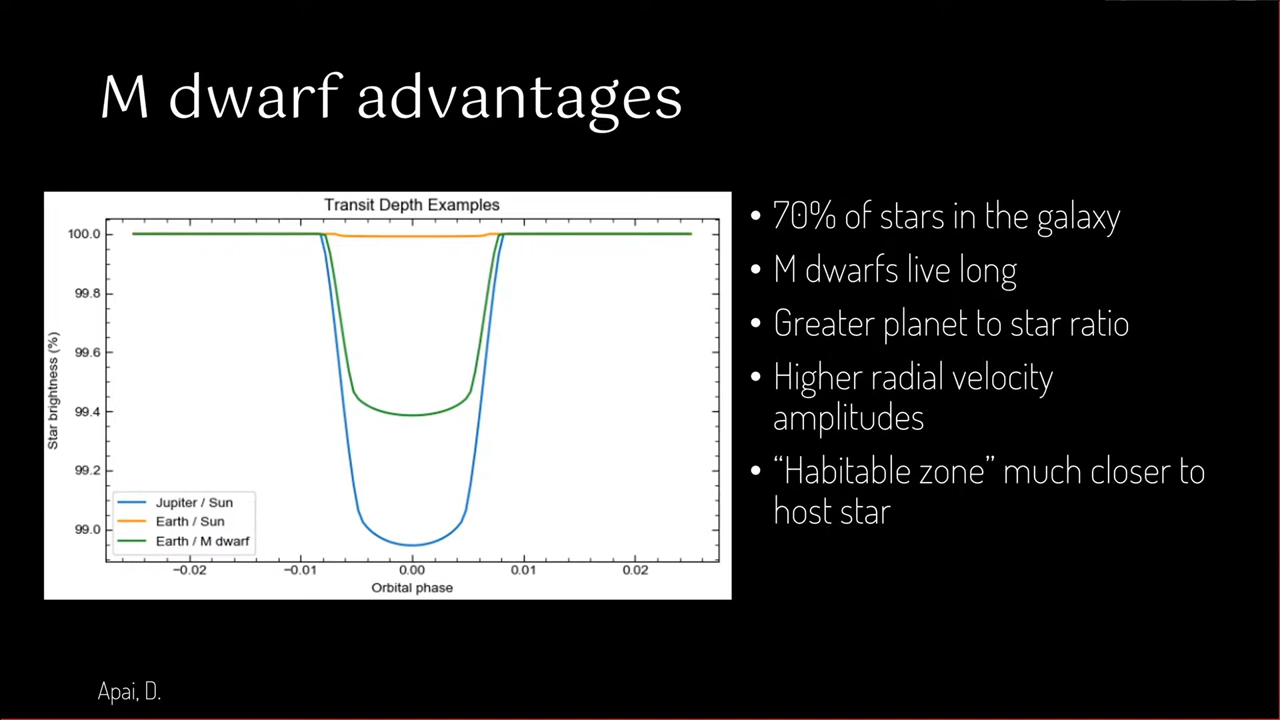 M dwarf advantages
Transit Depth Examples
100.0
99.8
99.6
99.4
99.2
99.0
Star brightness (%)
Jupiter / Sun
Earth / Sun
Earth / M dwarf
−0.02 −0.01 0.00 0.01 0.02
Orbital phase
• 70% of stars in the galaxy
• M dwarfs live long
• Greater planet to star ratio
• Higher radial velocity
amplitudes
• “Habitable zone” much closer to
host star
Apai, D.